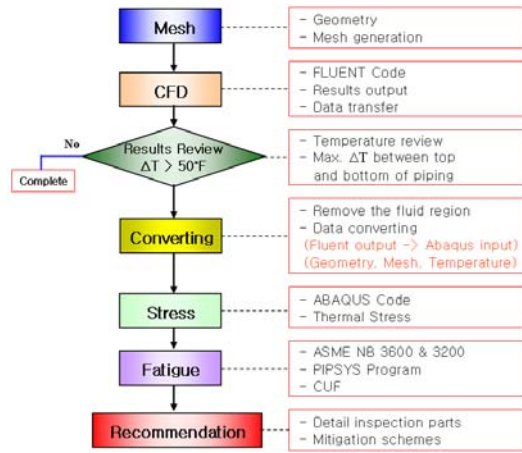 Mesh
- Geometry
- Mesh generation
CFD
- FLUENT Code
- Results output
- Data transfer
Results Review
ΔT > 50°F
No
Complete
- Temperature review
- Max. ΔT between top
and bottom of piping
Converting
- Remove the fluid region
- Data converting
(Fluent output -> Abaqus input)
(Geometry, Mesh, Temperature)
Stress
- ABAQUS Code
- Thermal Stress
Fatigue
- ASME NB 3600 & 3200
- PIPSYS Program
- CUF
Recommendation
- Detail inspection parts
- Mitigation schemes